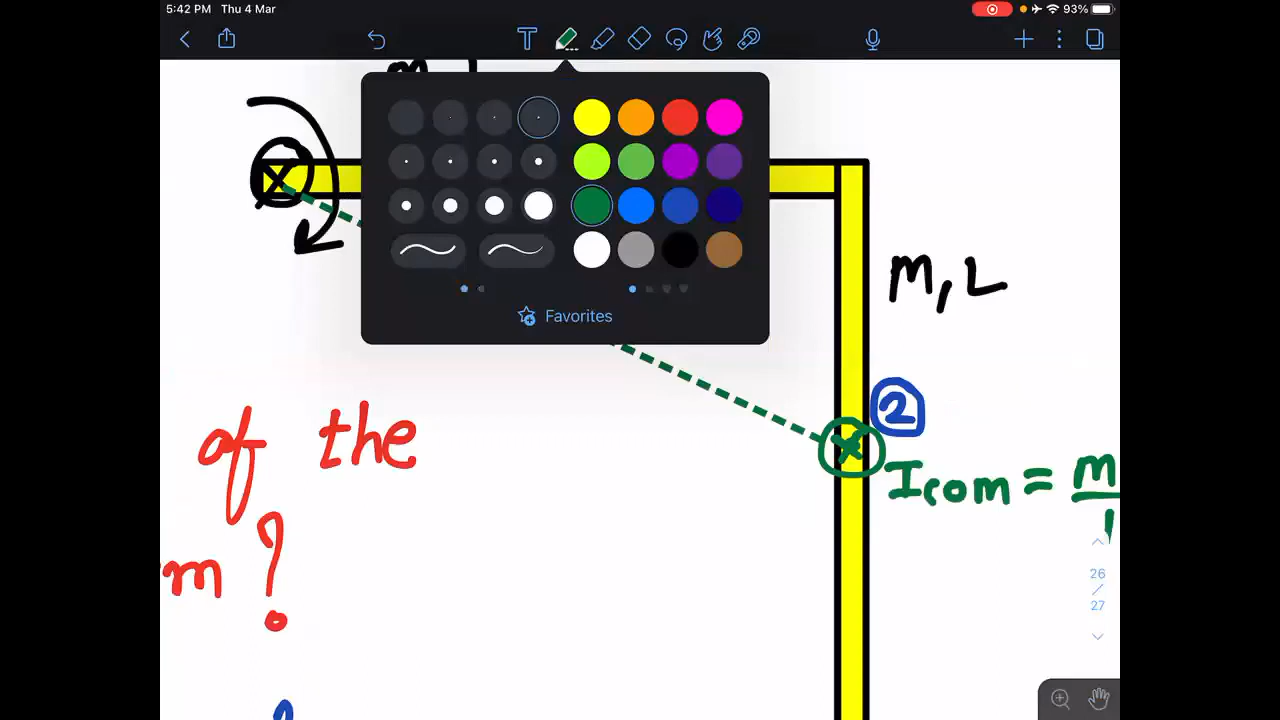 5:42 PM Thu 4 Mar
93%
T
Favorites
M, L
2
of the
Icom = m
m ?
26
/
27